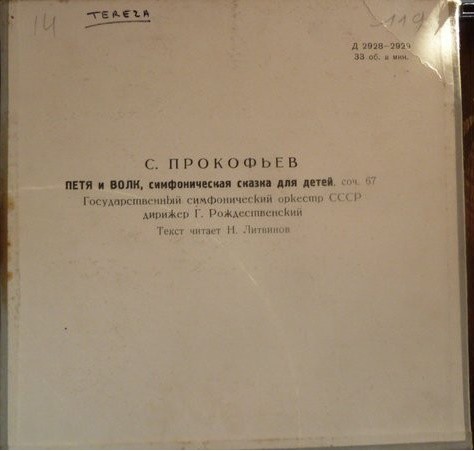 14 TEREZA -119
Д 2928-2929
33 об. в мин.
С. ПРОКОФЬЕВ
ПЕТЯ и ВОЛК, симфоническая сказка для детей, соч. 67
Государственный симфонический оркестр СССР
дирижер Г. Рождественский
Текст читает Н. Литвинов